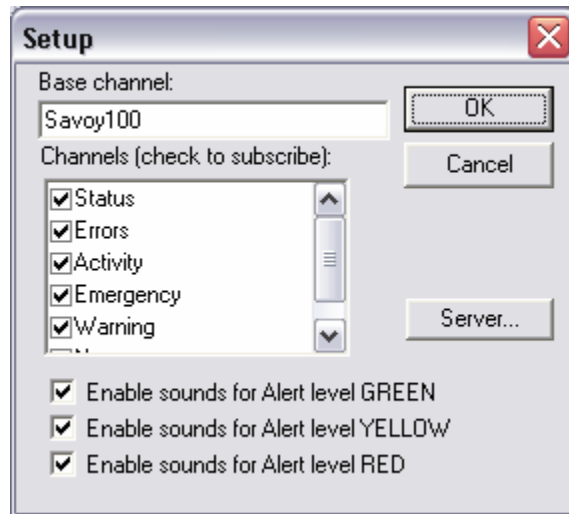 Setup
Base channel:
Savoy100
OK
Channels (check to subscribe):
Cancel
Status
Errors
Activity
Emergency
Warning
Server...
Enable sounds for Alert level GREEN
Enable sounds for Alert level YELLOW
Enable sounds for Alert level RED